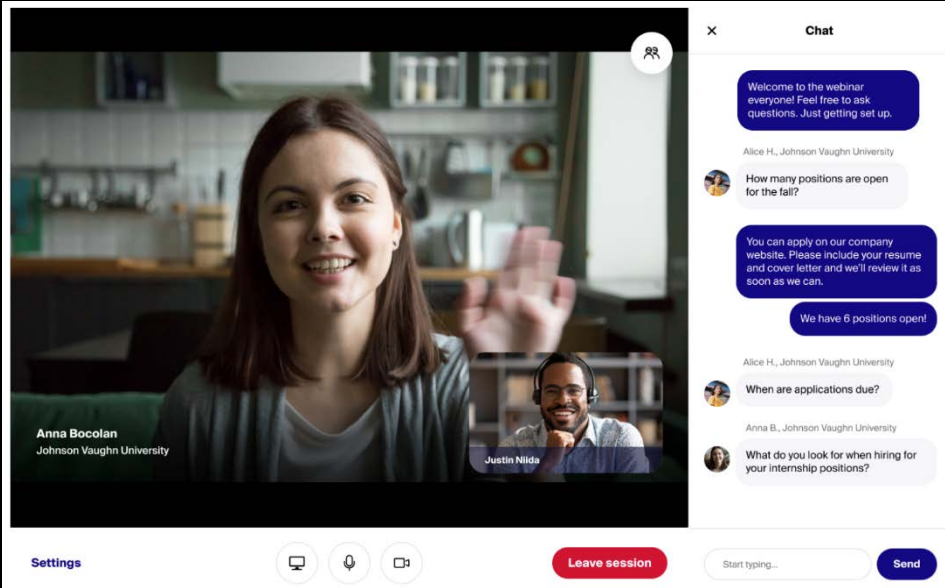 Chat
Welcome to the webinar
everyone! Feel free to ask
questions. Just getting set up.
Alice H., Johnson Vaughn University
How many positions are open
for the fall?
You can apply on our company
website. Please include your resume
and cover letter and we'll review it as
soon as we can.
We have 6 positions open!
Alice H., Johnson Vaughn University
When are applications due?
Anna B., Johnson Vaughn University
What do you look for when hiring for
your internship positions?
Anna Bocolan
Johnson Vaughn University
Justin Niida
Settings
Leave session
Start typing...
Send